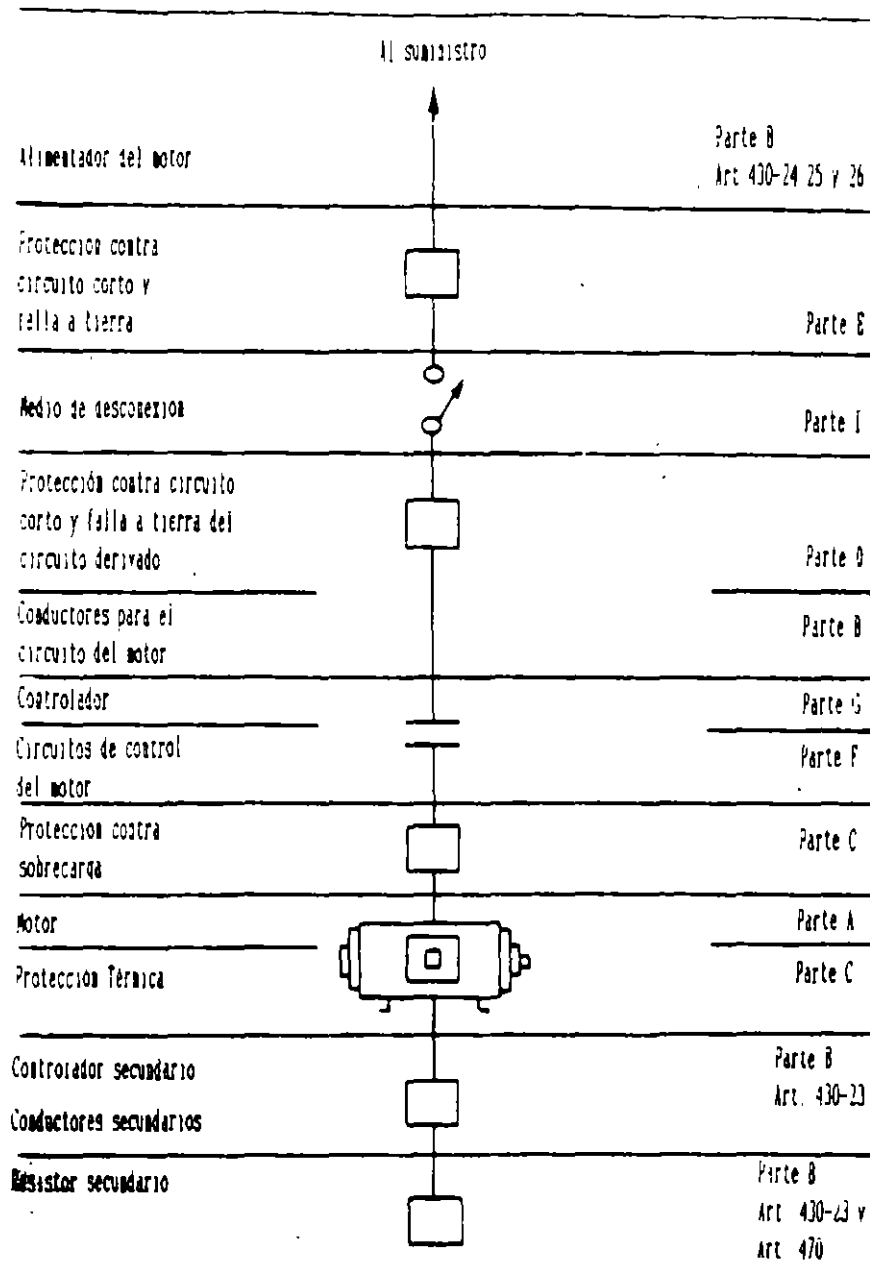 Al suministro
Alimentador del motor
Parte B
Art 430-24 25 y 26
Protección contra
circuito corto y
falla a tierra
Parte E
Medio de desconexion
Parte I
Protección contra circuito
corto y falla a tierra del
circuito derivado
Parte D
Conductores para el
circuito del motor
Parte B
Controlador
Parte G
Circuitos de control
del motor
Parte F
Proteccion contra
sobrecarga
Parte C
Motor
Parte A
Protección Térmica
Parte C
Controlador secundario
Conductores secundarios
Parte B
Art. 430-23
Resistor secundario
Parte B
Art 430-23 y
Art 470